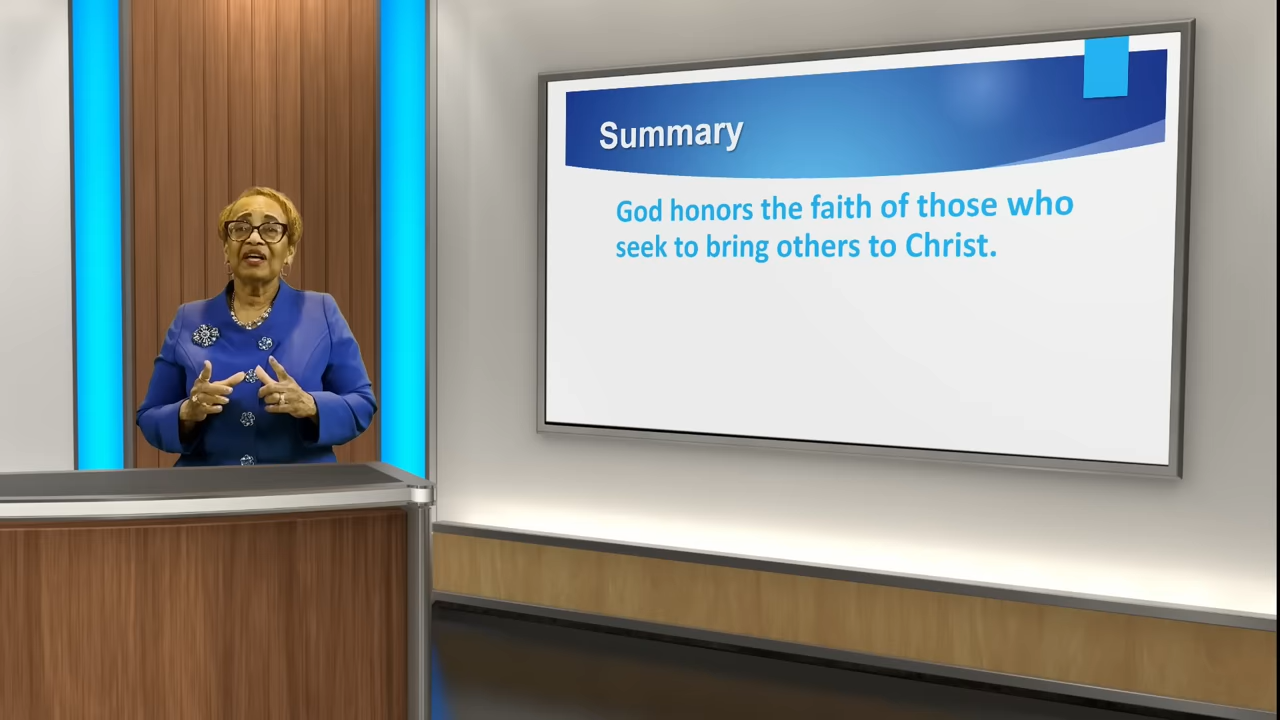 Summary
God honors the faith of those who
seek to bring others to Christ.